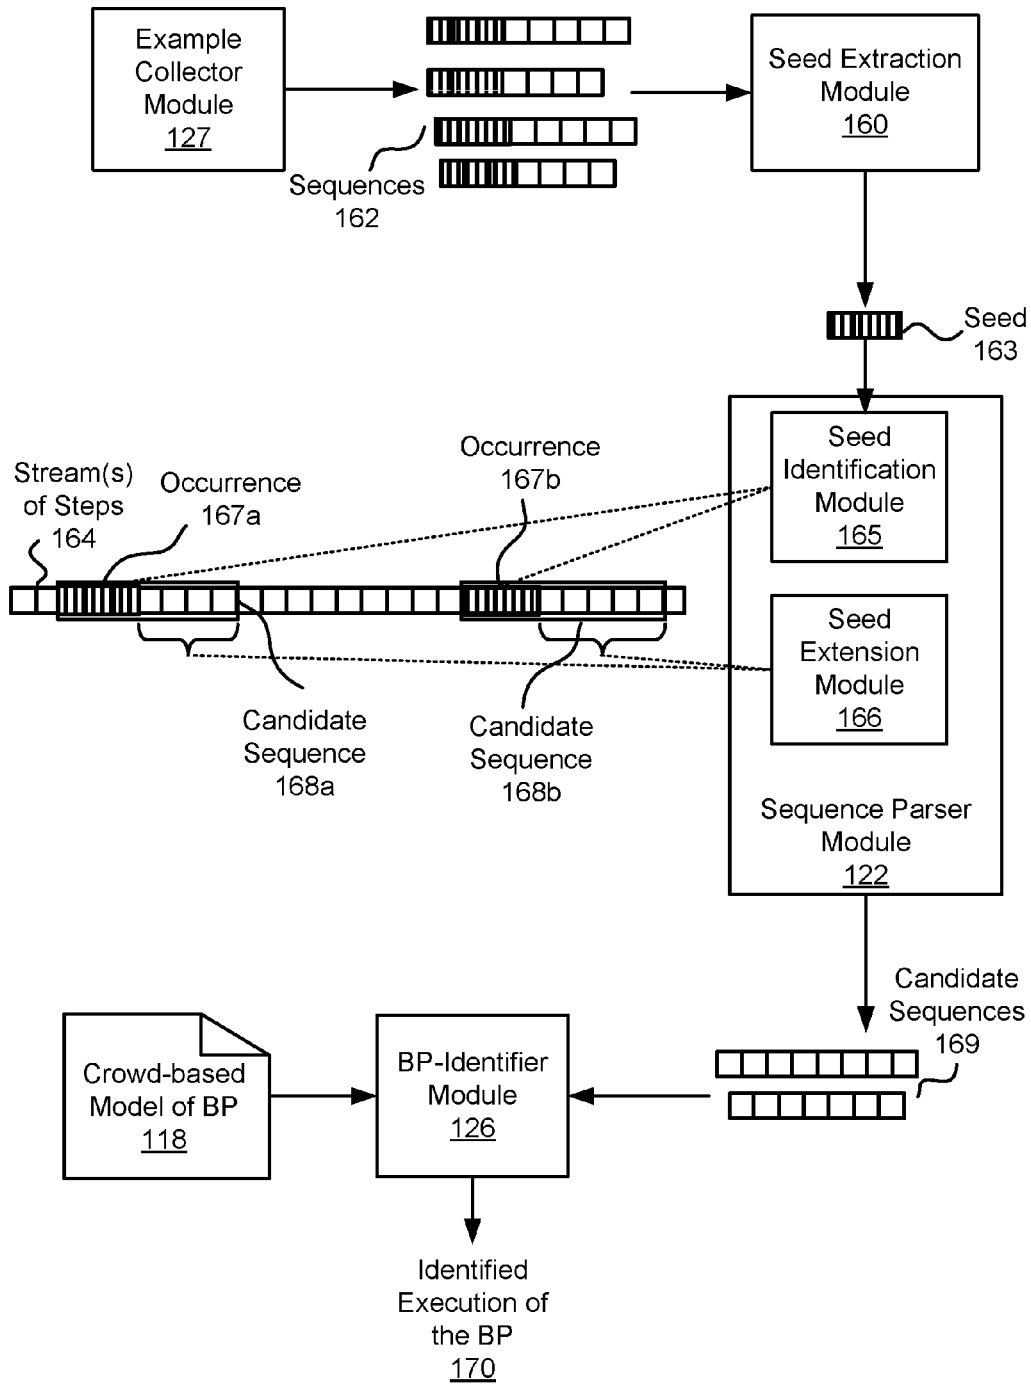 Example
Collector
Module
127
Sequences
162
Seed Extraction
Module
160
Seed
163
Stream(s)
of Steps
164
Occurrence
167a
Occurrence
167b
Seed
Identification
Module
165
Seed
Extension
Module
166
Candidate
Sequence
168a
Candidate
Sequence
168b
Sequence Parser
Module
122
Candidate
Sequences
169
Crowd-based
Model of BP
118
BP-Identifier
Module
126
Identified
Execution of
the BP
170